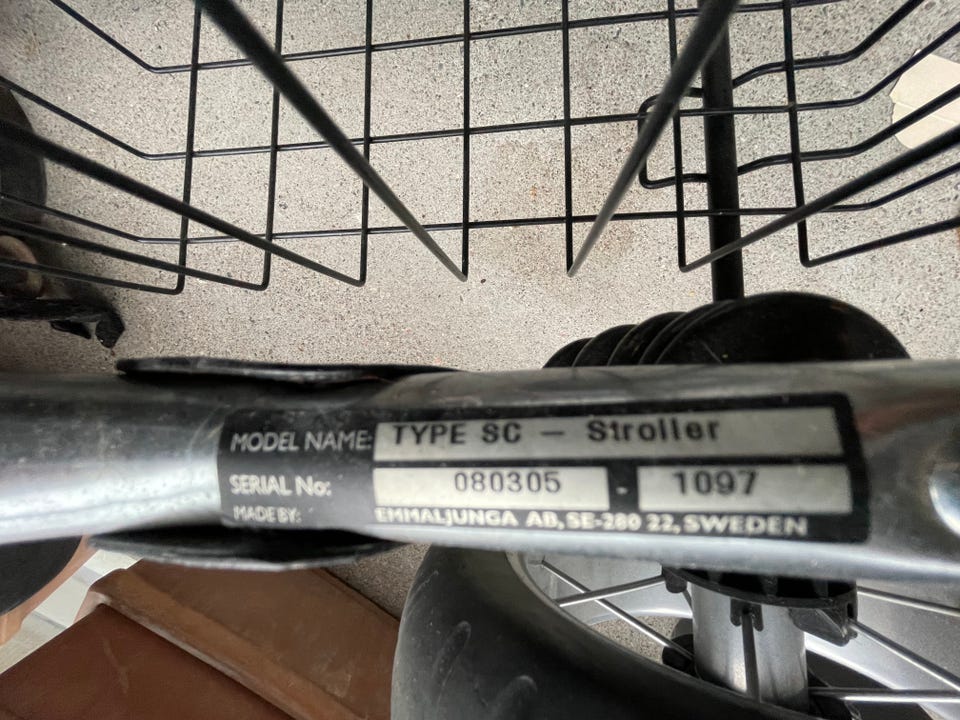 MODEL NAME: TYPE SC - Stroller
SERIAL No: 080305 . 1097
MADE BY: EMMALJUNGA AB, SE-280 22, SWEDEN